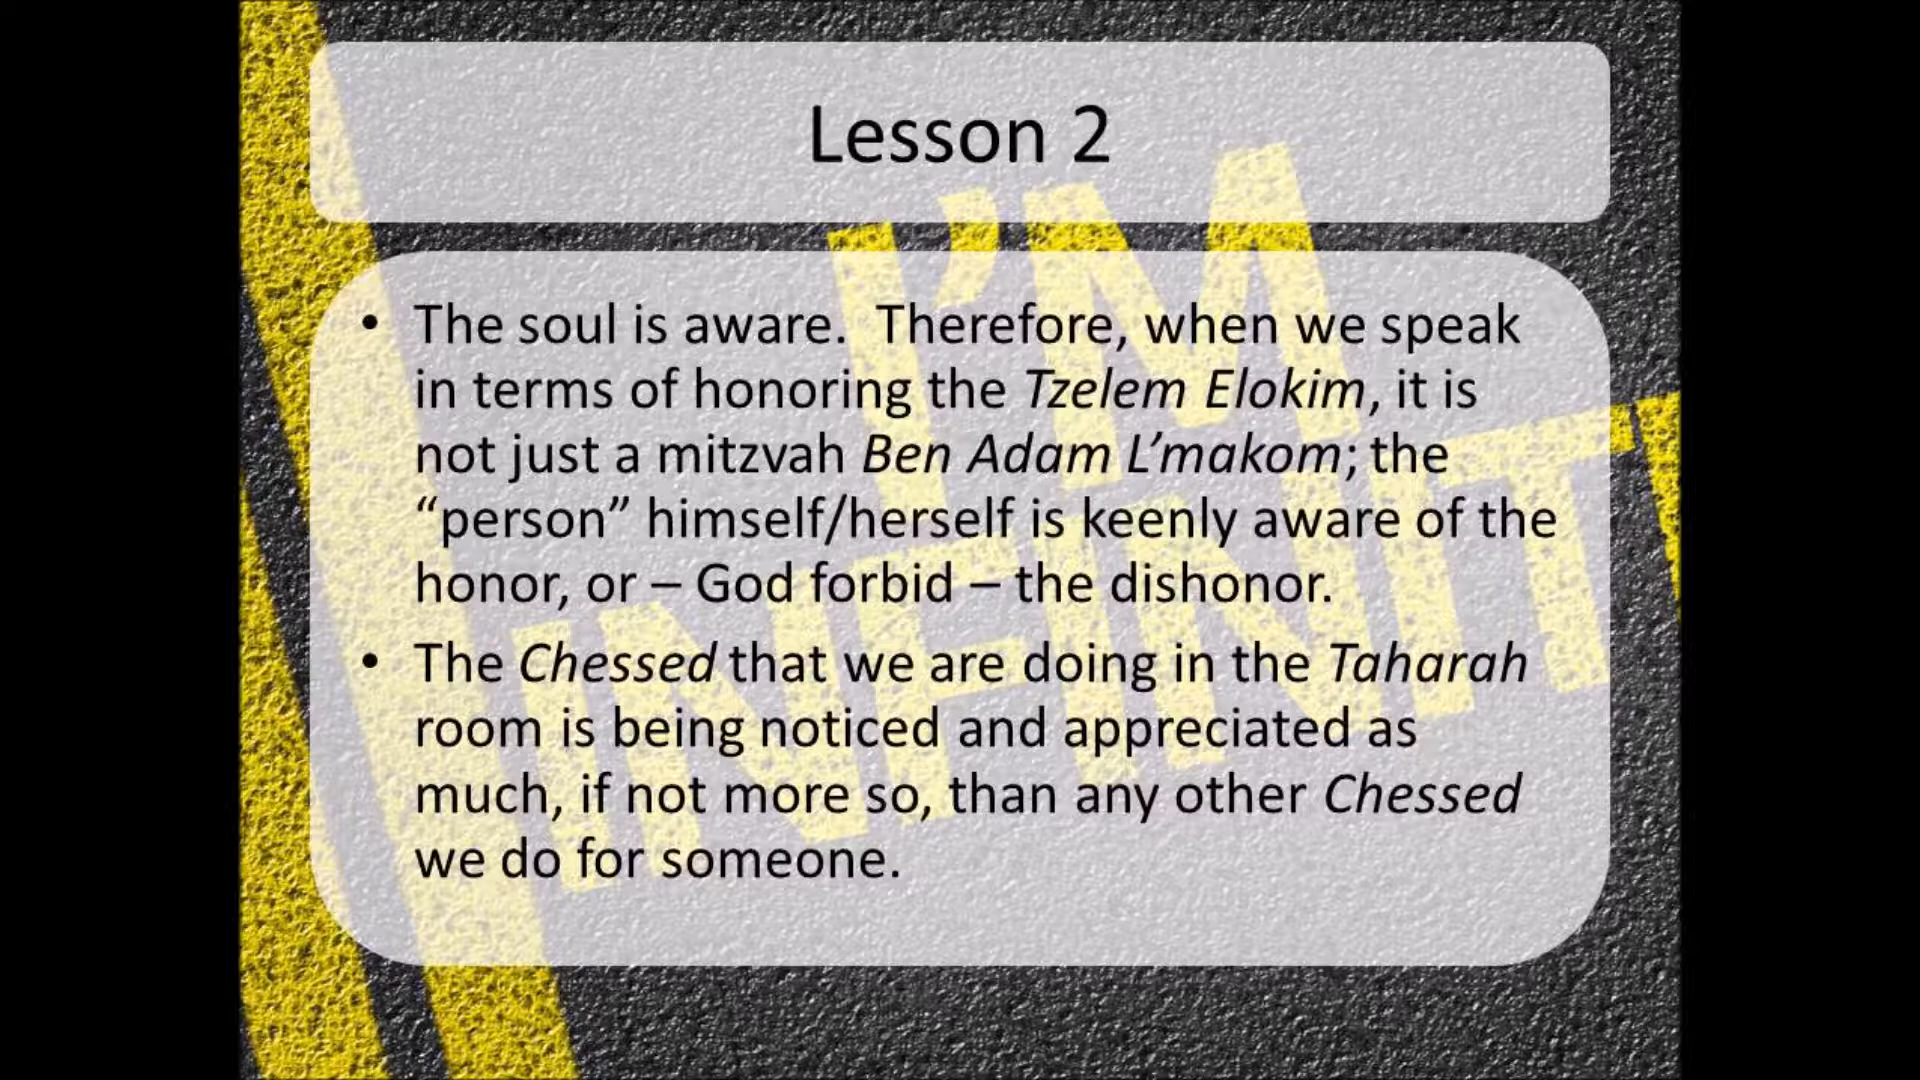 Lesson 2
• The soul is aware.  Therefore, when we speak
in terms of honoring the Tzelem Elokim, it is
not just a mitzvah Ben Adam L’makom; the
“person” himself/herself is keenly aware of the
honor, or – God forbid – the dishonor.
• The Chessed that we are doing in the Taharah
room is being noticed and appreciated as
much, if not more so, than any other Chessed
we do for someone.
I'M
INFINIT